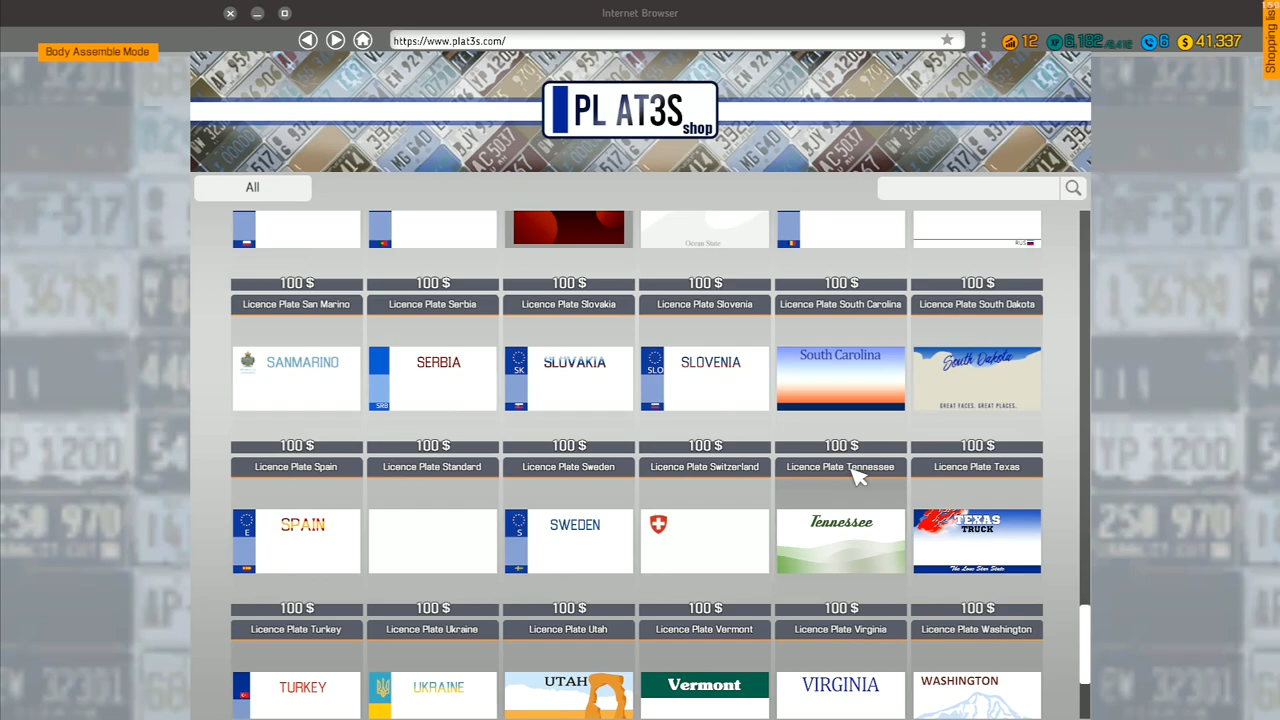 Internet Browser
Body Assemble Mode
https://www.plat3s.com/
12
6,182
6
41,337
Shopping list
PL AT3S
shop
All
Ocean State
RUS
100 $ 100 $ 100 $ 100 $ 100 $ 100 $
Licence Plate San Marino Licence Plate Serbia Licence Plate Slovakia Licence Plate Slovenia Licence Plate South Carolina Licence Plate South Dakota
SANMARINO SERBIA SLOVAKIA SLOVENIA South Carolina South Dakota
SRB SK SLO
GREAT FACES. GREAT PLACES.
100 $ 100 $ 100 $ 100 $ 100 $ 100 $
Licence Plate Spain Licence Plate Standard Licence Plate Sweden Licence Plate Switzerland Licence Plate Tennessee Licence Plate Texas
SPAIN SWEDEN Tennessee TEXAS
TRUCK
E S
The Lone Star State
100 $ 100 $ 100 $ 100 $ 100 $ 100 $
Licence Plate Turkey Licence Plate Ukraine Licence Plate Utah Licence Plate Vermont Licence Plate Virginia Licence Plate Washington
TURKEY UKRAINE UTAH Vermont VIRGINIA WASHINGTON